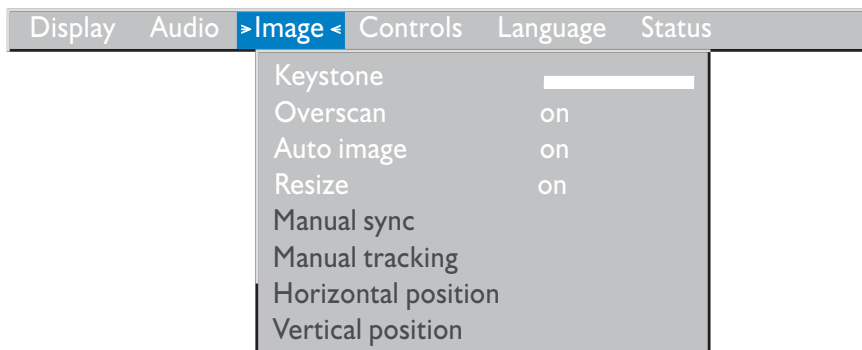 Display Audio >Image< Controls Language Status
Keystone
Overscan on
Auto image on
Resize on
Manual sync
Manual tracking
Horizontal position
Vertical position